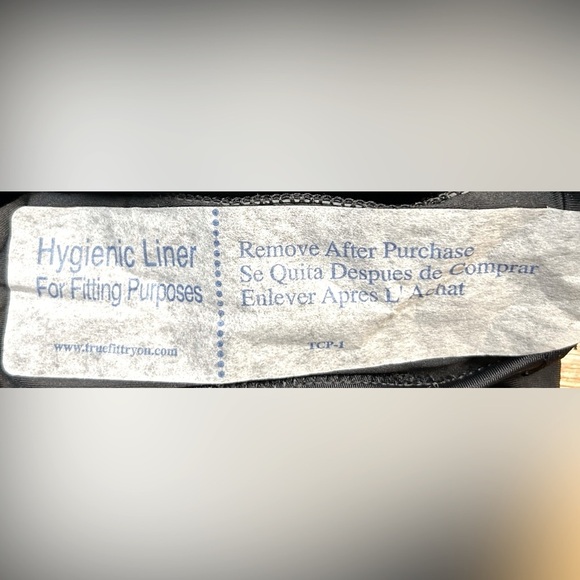 Hygienic Liner
For Fitting Purposes
www.truefittryon.com
Remove After Purchase
Se Quita Despues de Comprar
Enlever Apres L' Achat
TCP-1